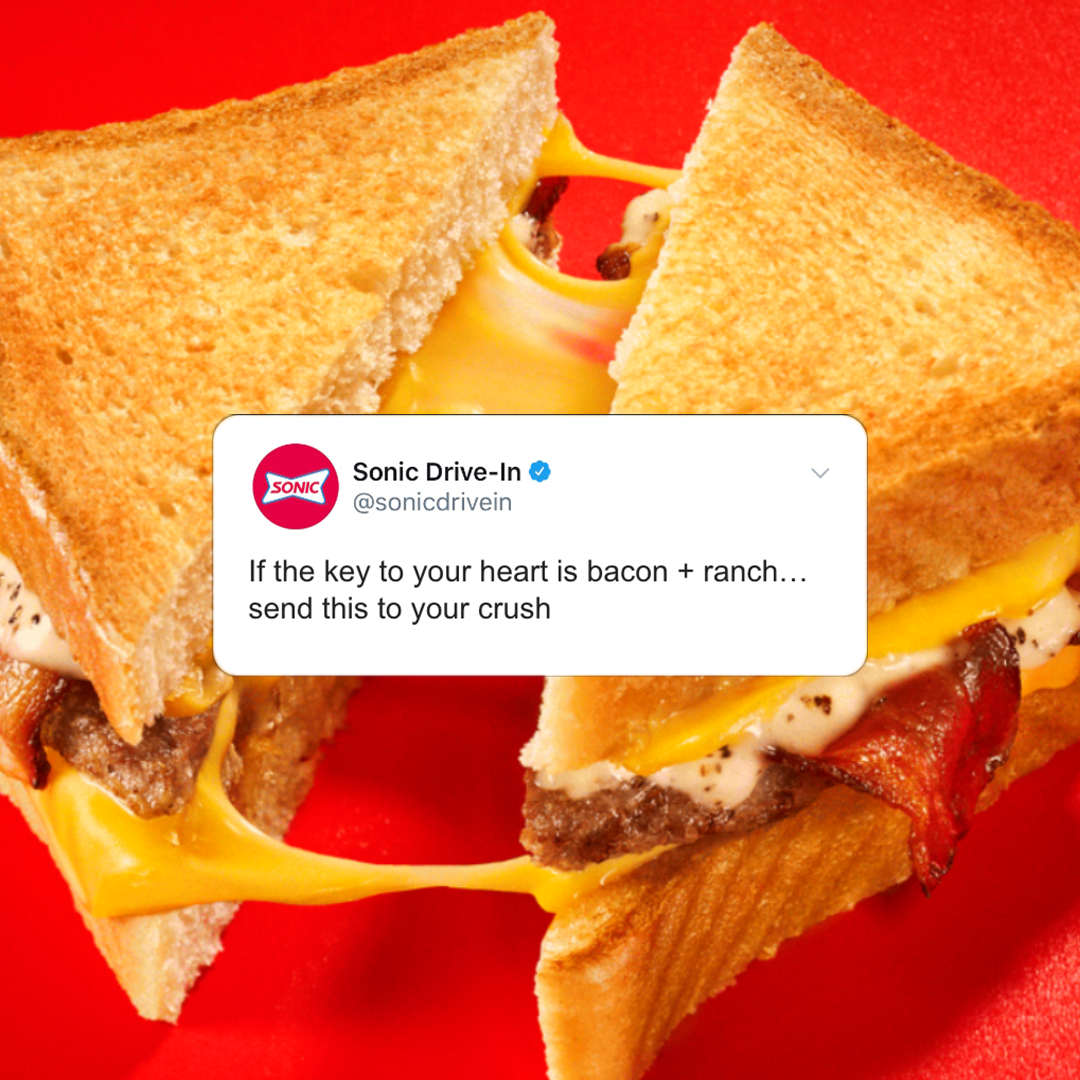 SONIC
Sonic Drive-In
@sonicdrivein
If the key to your heart is bacon + ranch…
send this to your crush